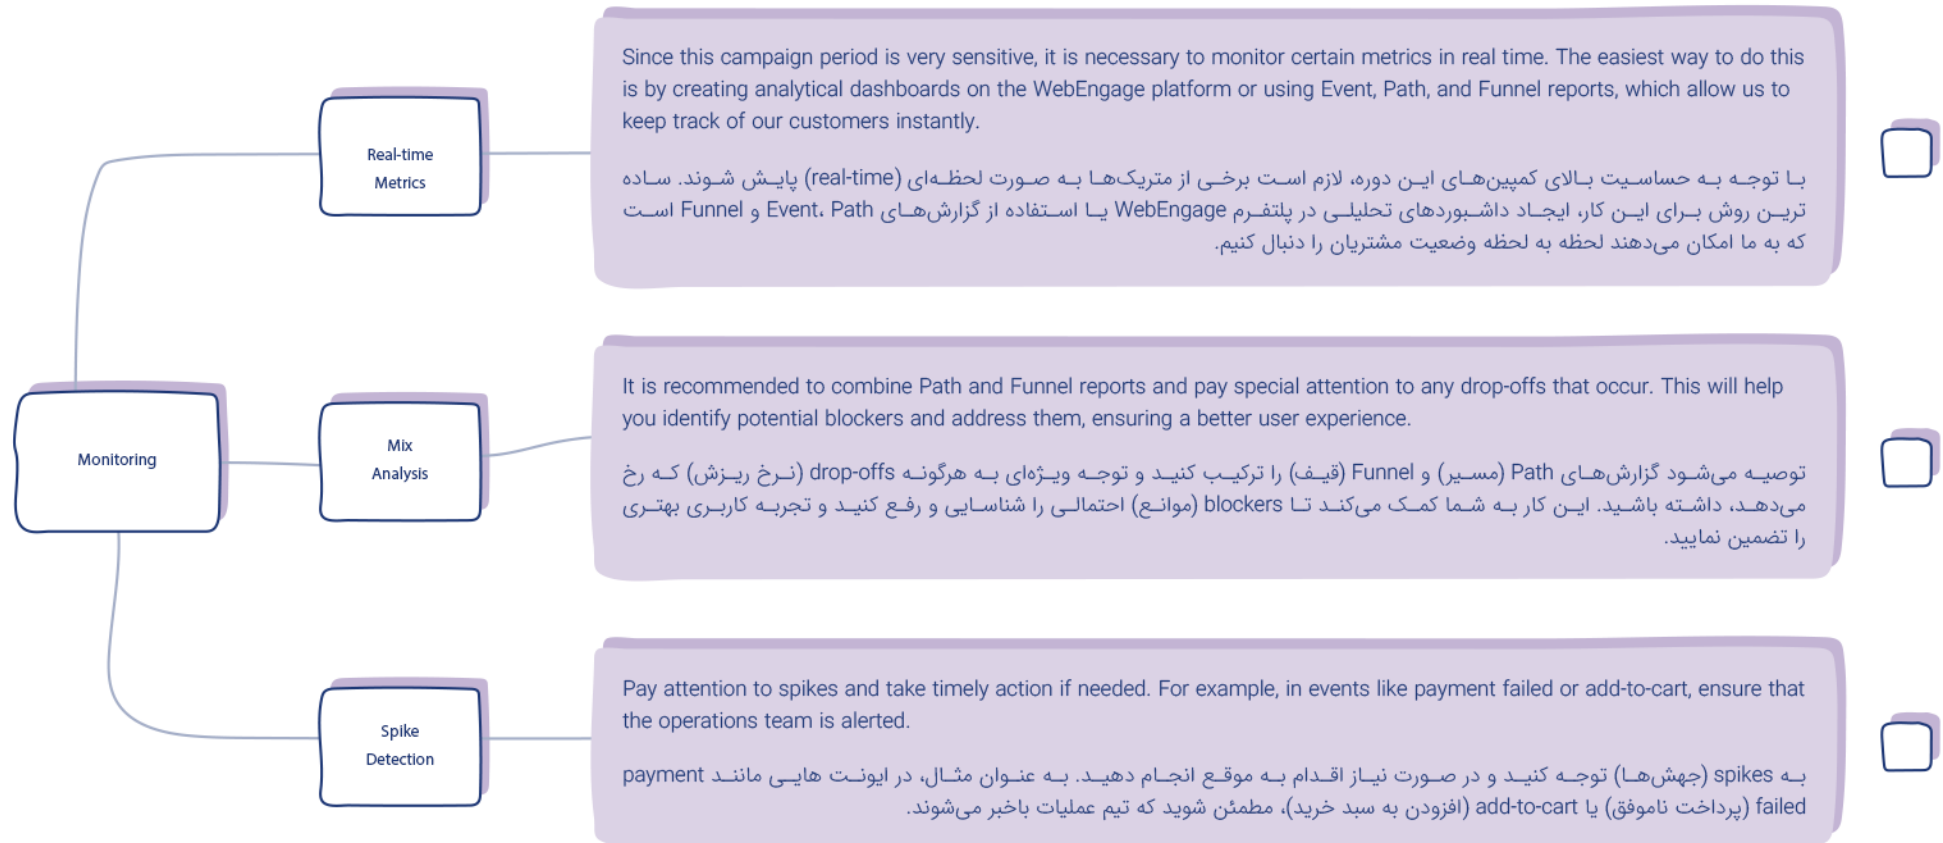 Monitoring
Real-time
Metrics
Since this campaign period is very sensitive, it is necessary to monitor certain metrics in real time. The easiest way to do this
is by creating analytical dashboards on the WebEngage platform or using Event, Path, and Funnel reports, which allow us to
keep track of our customers instantly.
با توجه به حساسیت بالای کمپین‌های این دوره، لازم است برخی از متریک‌ها به صورت لحظه‌ای (real-time) پایش شوند. ساده
ترین روش برای این کار، ایجاد داشبوردهای تحلیلی در پلتفرم WebEngage یا استفاده از گزارش‌های Event، Path و Funnel است
که به ما امکان می‌دهند لحظه به لحظه وضعیت مشتریان را دنبال کنیم.
Mix
Analysis
It is recommended to combine Path and Funnel reports and pay special attention to any drop-offs that occur. This will help
you identify potential blockers and address them, ensuring a better user experience.
توصیه می‌شود گزارش‌های Path (مسیر) و Funnel (قیف) را ترکیب کنید و توجه ویژه‌ای به هرگونه drop-offs (نرخ ریزش) که رخ
می‌دهد، داشته باشید. این کار به شما کمک می‌کند تا blockers (موانع) احتمالی را شناسایی و رفع کنید و تجربه کاربری بهتری
را تضمین نمایید.
Spike
Detection
Pay attention to spikes and take timely action if needed. For example, in events like payment failed or add-to-cart, ensure that
the operations team is alerted.
به spikes (جهش‌ها) توجه کنید و در صورت نیاز اقدام به موقع انجام دهید. به عنوان مثال، در ایونت هایی مانند payment
failed (پرداخت ناموفق) یا add-to-cart (افزودن به سبد خرید)، مطمئن شوید که تیم عملیات باخبر می‌شوند.